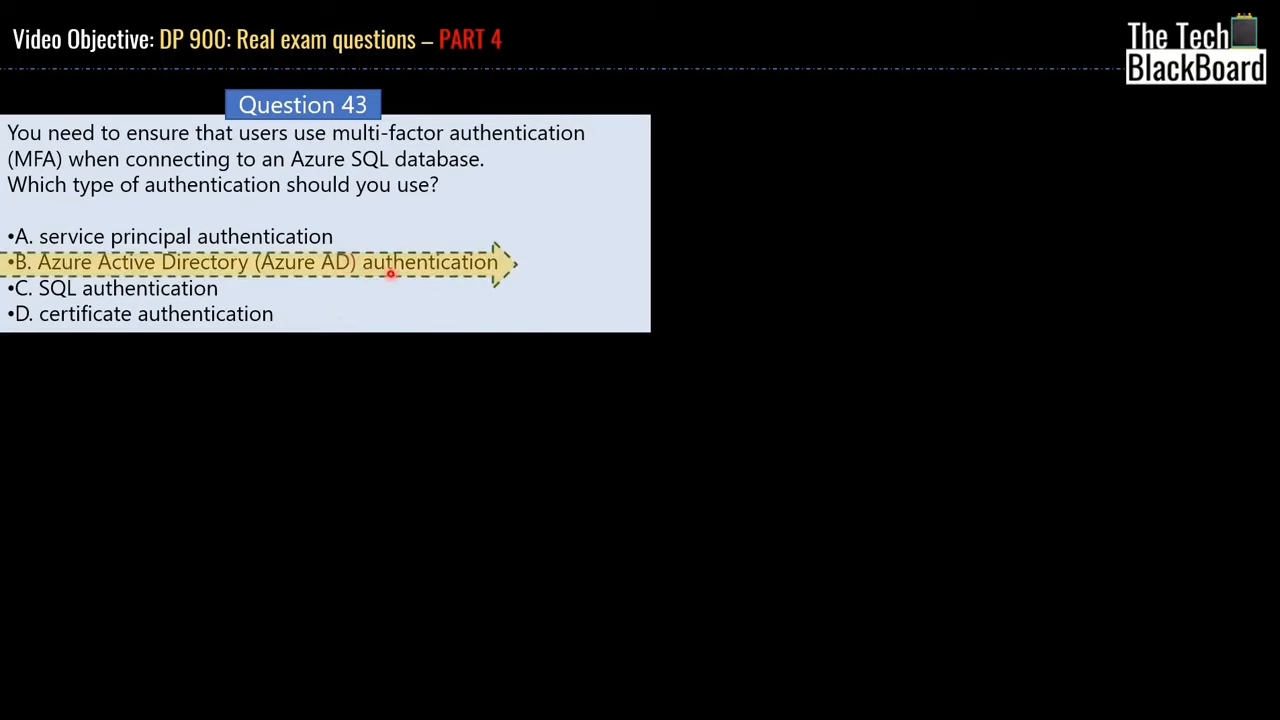 Video Objective: DP 900: Real exam questions – PART 4
The Tech
BlackBoard
Question 43
You need to ensure that users use multi-factor authentication
(MFA) when connecting to an Azure SQL database.
Which type of authentication should you use?
•A. service principal authentication
•B. Azure Active Directory (Azure AD) authentication
•C. SQL authentication
•D. certificate authentication